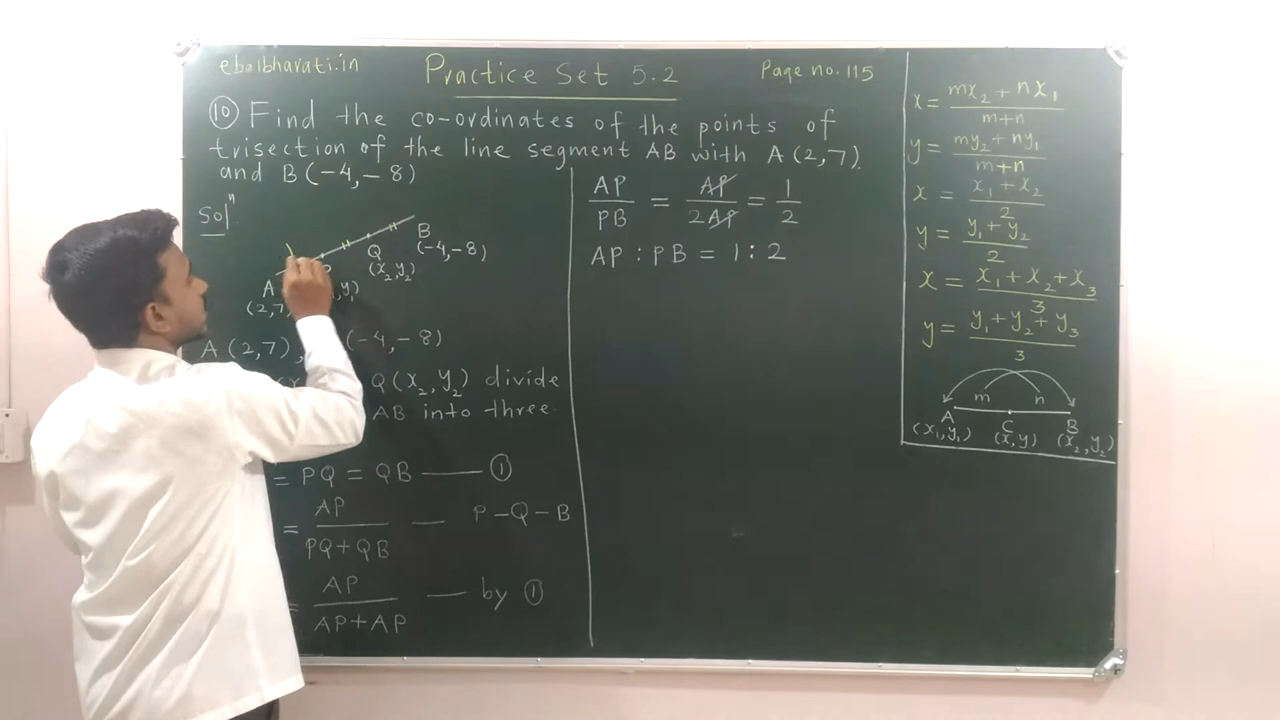 ebalbharati.in Practice Set 5.2 Page no. 115
⑩ Find the co-ordinates of the points of
trisection of the line segment AB with A(2,7)
and B(-4,-8)
Solⁿ
B
(-4,-8)
Q
(x₂,y₂)
A
(2,7
y₁)
A(2,7), (-4,-8)
Q(x₂,y₂) divide
AB into three.
= PQ = QB —— ①
= AP / PQ+QB — P-Q-B
= AP / AP+AP — by ①
AP/PB = AP/2AP = 1/2
AP : PB = 1:2
x = mx₂+nx₁ / m+n
y = my₂+ny₁ / m+n
x = x₁+x₂ / 2
y = y₁+y₂ / 2
x = x₁+x₂+x₃ / 3
y = y₁+y₂+y₃ / 3
m n
A C B
(x₁,y₁) (x,y) (x₂,y₂)